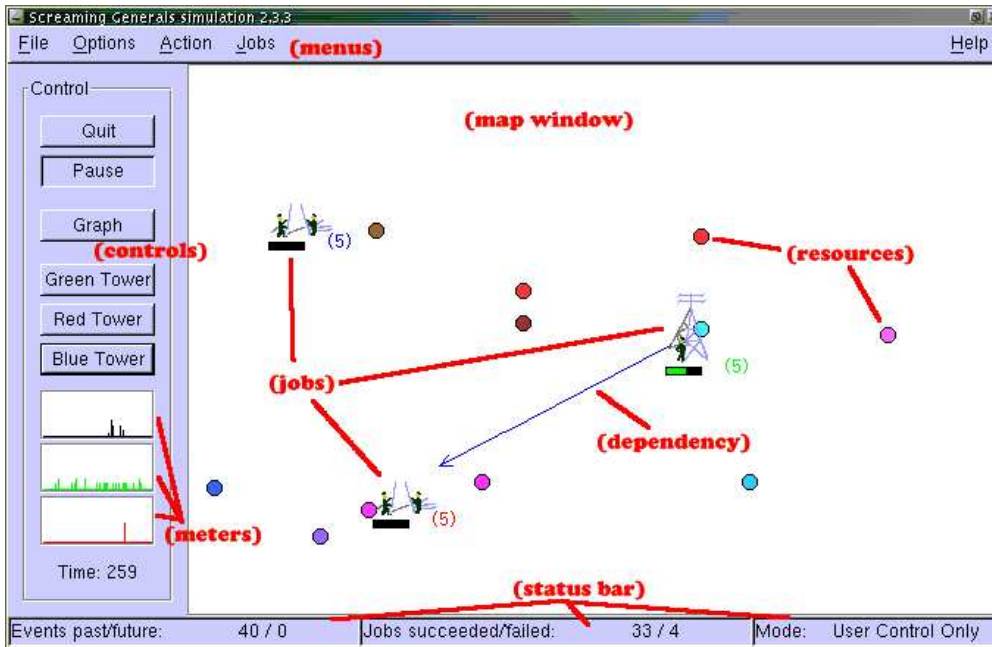 Screaming Generals simulation 2.3.3
File Options Action Jobs (menus) Help
Control
(map window)
Quit
Pause
Graph
(5)
(controls)
(resources)
Green Tower
Red Tower
Blue Tower
(5)
(jobs)
(dependency)
(5)
(meters)
Time: 259
(status bar)
Events past/future: 40 / 0 Jobs succeeded/failed: 33 / 4 Mode: User Control Only